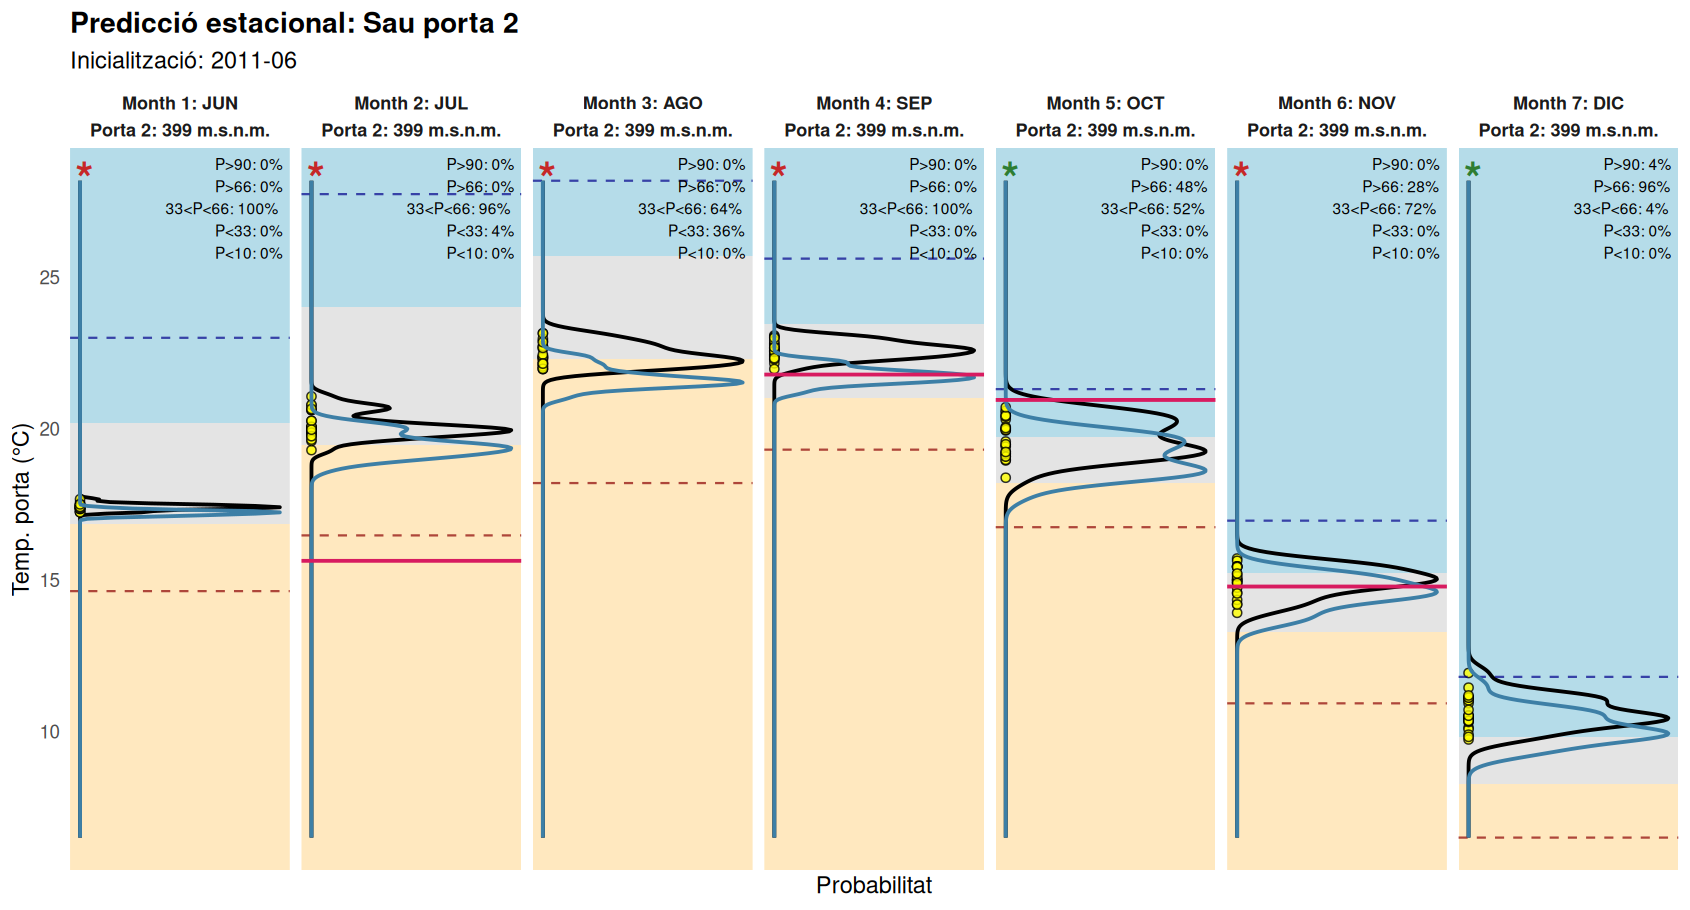 Predicció estacional: Sau porta 2
Inicialització: 2011-06
Month 1: JUN
Porta 2: 399 m.s.n.m.
Month 2: JUL
Porta 2: 399 m.s.n.m.
Month 3: AGO
Porta 2: 399 m.s.n.m.
Month 4: SEP
Porta 2: 399 m.s.n.m.
Month 5: OCT
Porta 2: 399 m.s.n.m.
Month 6: NOV
Porta 2: 399 m.s.n.m.
Month 7: DIC
Porta 2: 399 m.s.n.m.
*
P>90: 0%
P>66: 0%
33<P<66: 100%
P<33: 0%
P<10: 0%
*
P>90: 0%
P>66: 0%
33<P<66: 96%
P<33: 4%
P<10: 0%
*
P>90: 0%
P>66: 0%
33<P<66: 64%
P<33: 36%
P<10: 0%
*
P>90: 0%
P>66: 0%
33<P<66: 100%
P<33: 0%
P<10: 0%
*
P>90: 0%
P>66: 48%
33<P<66: 52%
P<33: 0%
P<10: 0%
*
P>90: 0%
P>66: 28%
33<P<66: 72%
P<33: 0%
P<10: 0%
*
P>90: 4%
P>66: 96%
33<P<66: 4%
P<33: 0%
P<10: 0%
Temp. porta (°C)
25
20
15
10
Probabilitat